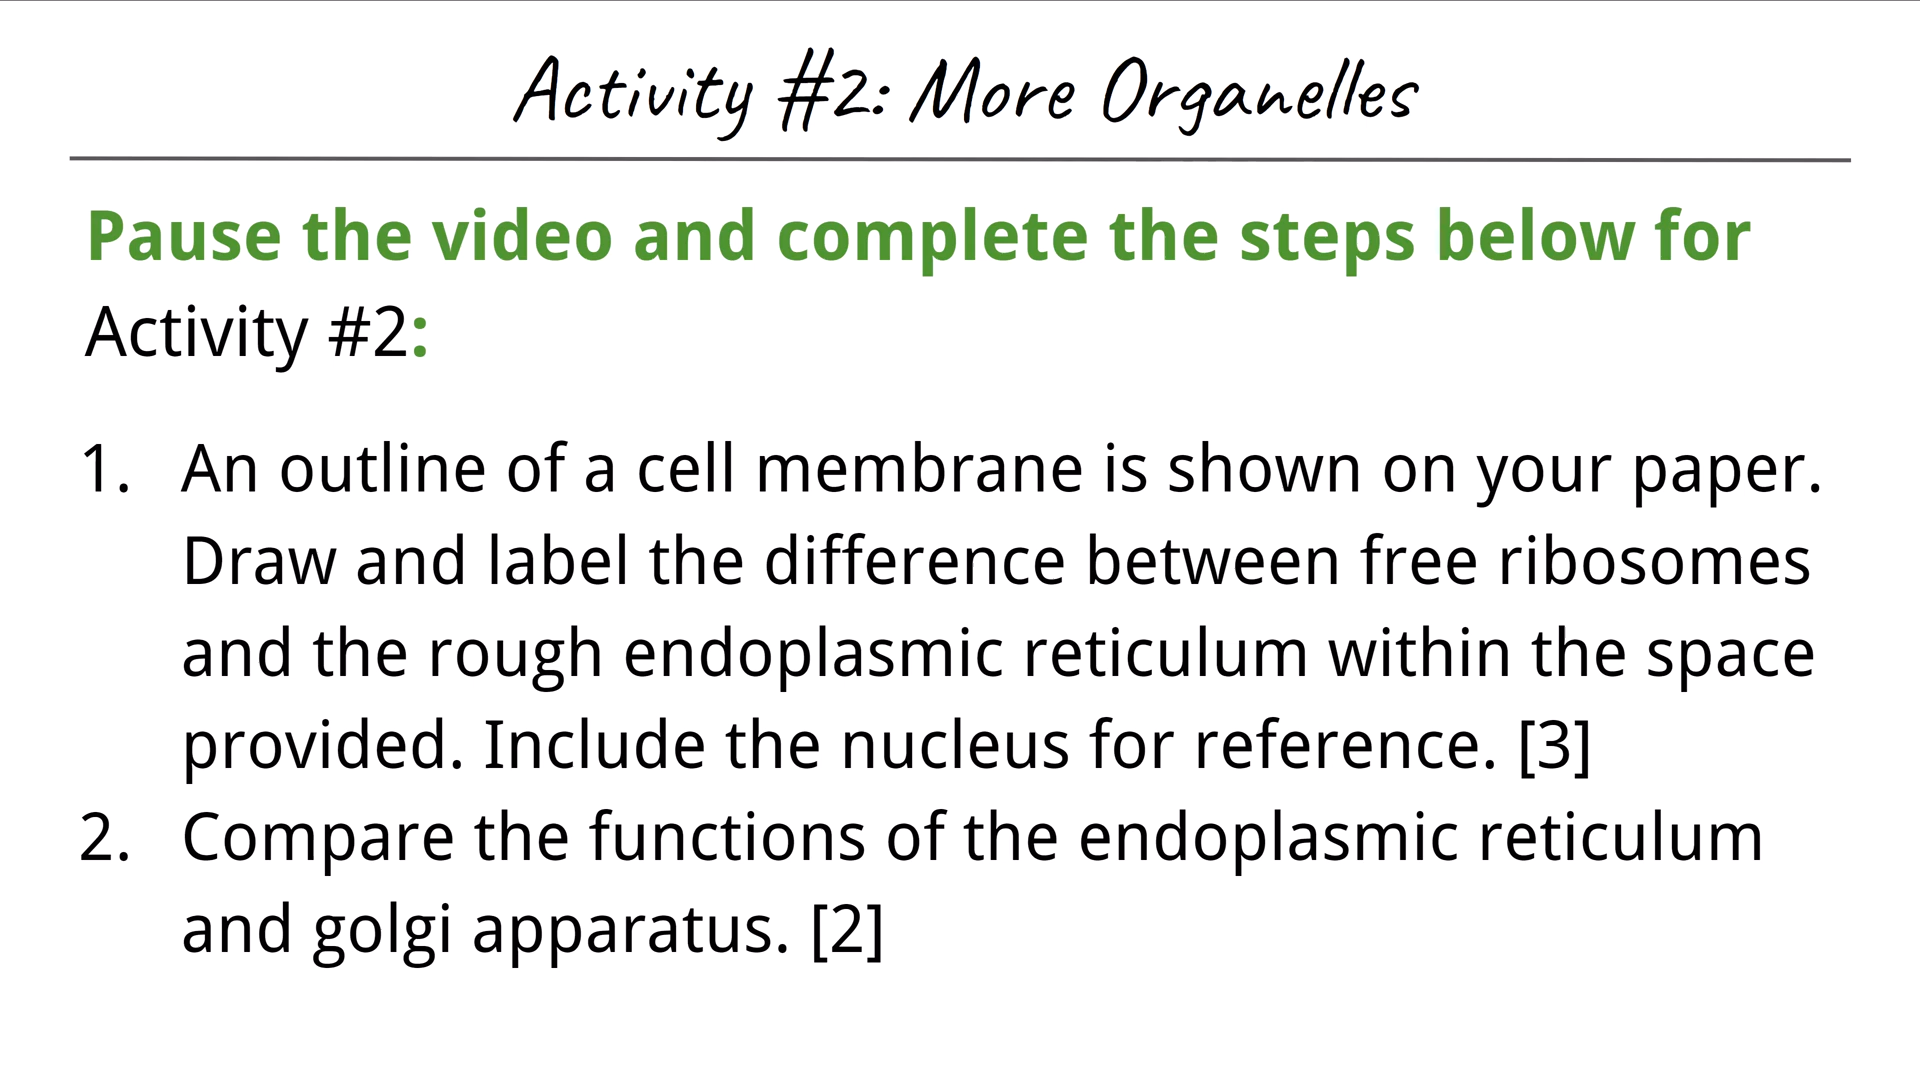 Activity #2: More Organelles
Pause the video and complete the steps below for
Activity #2:
1. An outline of a cell membrane is shown on your paper.
Draw and label the difference between free ribosomes
and the rough endoplasmic reticulum within the space
provided. Include the nucleus for reference. [3]
2. Compare the functions of the endoplasmic reticulum
and golgi apparatus. [2]